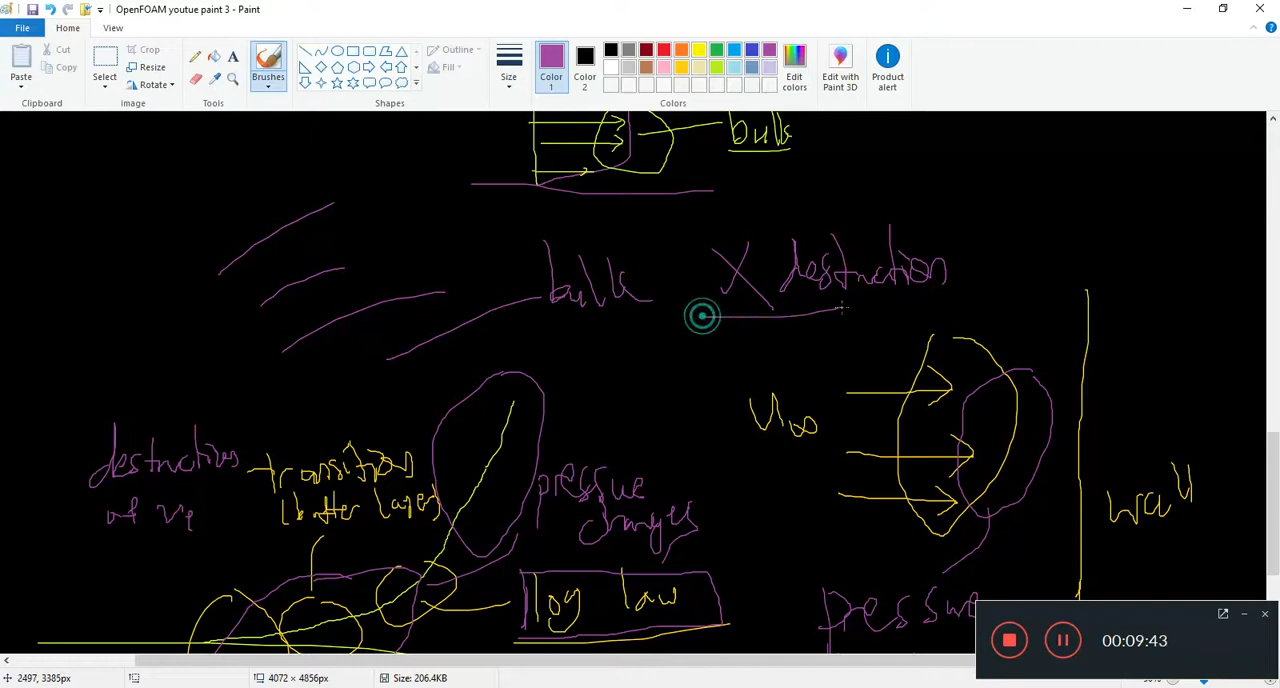 OpenFOAM youtue paint 3 - Paint
File Home View
Paste
Cut
Copy
Clipboard
Select
Crop
Resize
Rotate
Image
A
Tools
Brushes
Shapes
Outline
Fill
Size
Color
1
Color
2
Colors
Edit
colors
Edit with
Paint 3D
Product
alert
bulk
bulk X destruction
U∞
wall
destruction
of
transition
(buffer layer)
pressue
changes
log law
pressu
00:09:43
2497, 3385px
4072 × 4856px
Size: 206.4KB